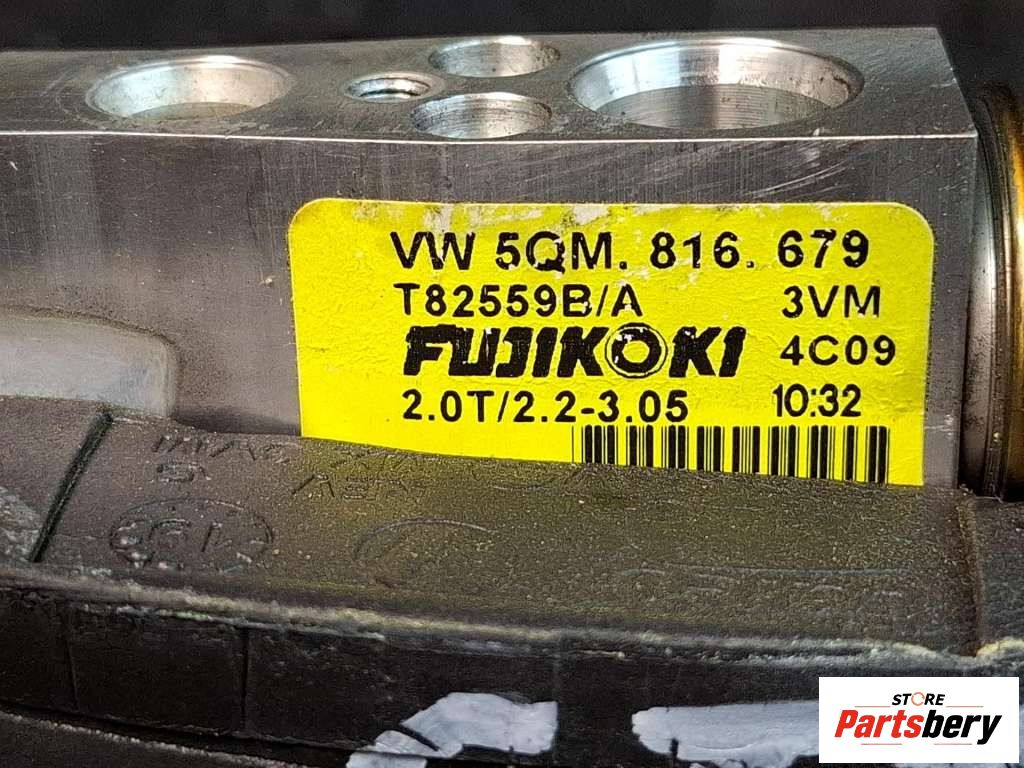 VW 5QM. 816. 679
T82559B/A 3VM
FUJIKOKI 4C09
2.0T/2.2-3.05 10:32
STORE
Partsbery